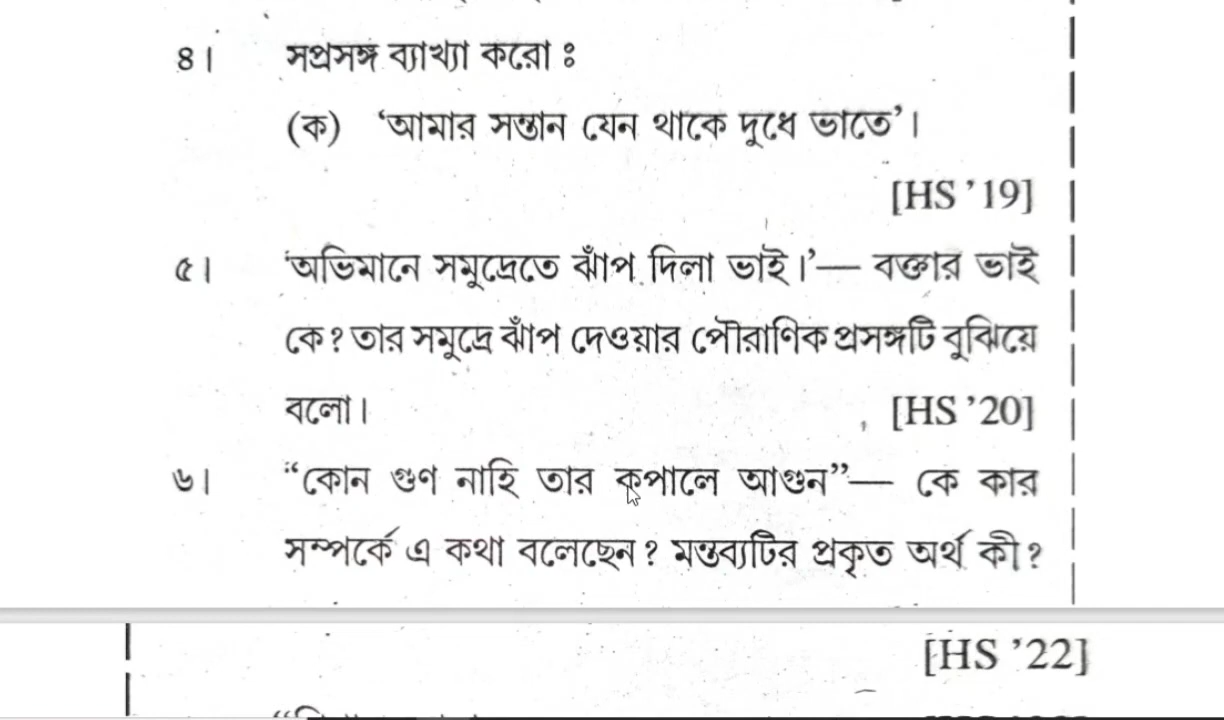 ৪। সপ্রসঙ্গ ব্যাখ্যা করো ঃ
(ক) ‘আমার সন্তান যেন থাকে দুধে ভাতে’।
[HS ’19]
৫। ‘অভিমানে সমুদ্রেতে ঝাঁপ দিলা ভাই।’— বক্তার ভাই
কে? তার সমুদ্রে ঝাঁপ দেওয়ার পৌরাণিক প্রসঙ্গটি বুঝিয়ে
বলো। [HS ’20]
৬। “কোন গুণ নাহি তার কপালে আগুন”— কে কার
সম্পর্কে এ কথা বলেছেন? মন্তব্যটির প্রকৃত অর্থ কী?
[HS ’22]